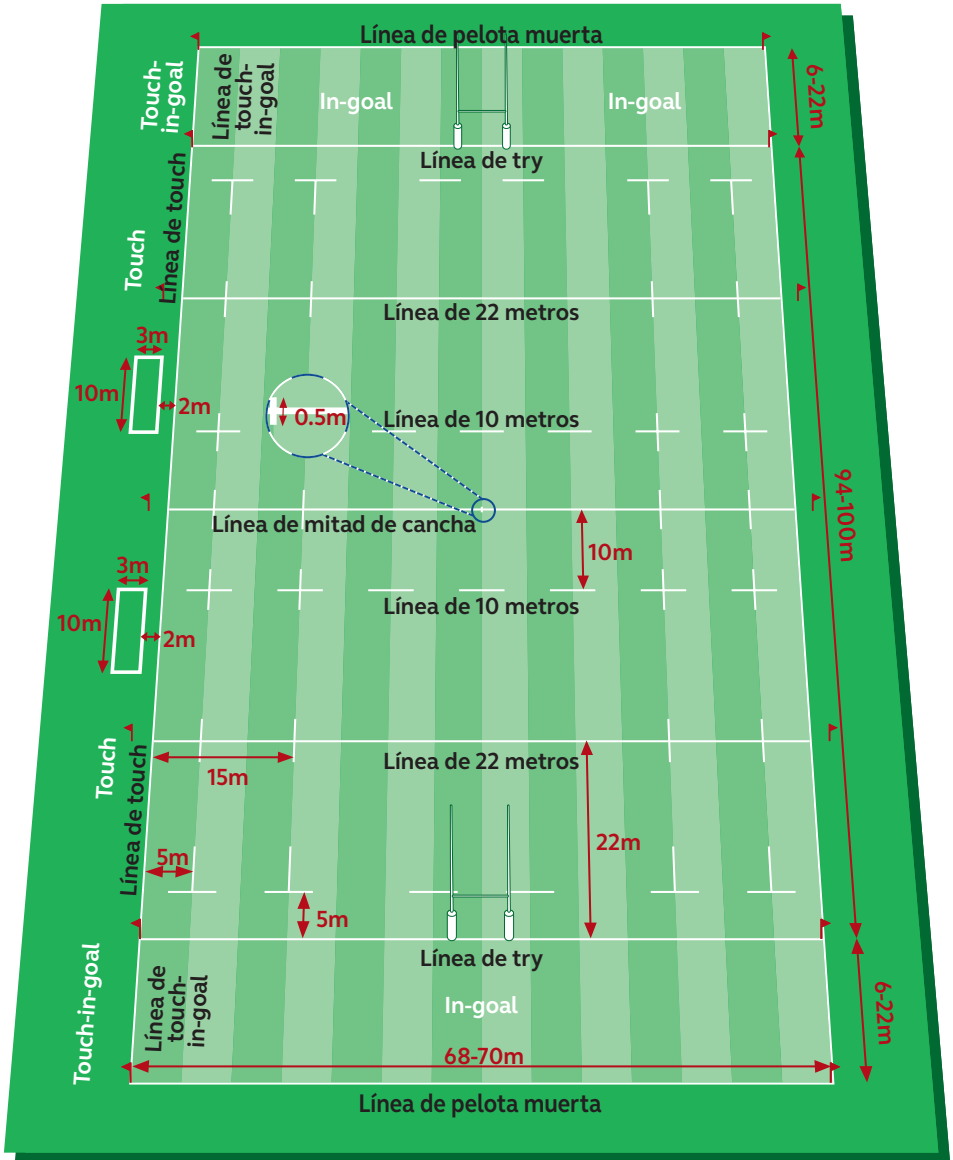 Línea de pelota muerta
Touch-
in-goal
Línea de
touch-
in-goal
In-goal
In-goal
6-22m
Línea de try
Línea de touch
Touch
Línea de 22 metros
3m
10m
2m
0.5m
Línea de 10 metros
94-100m
Línea de mitad de cancha
10m
3m
10m
2m
Línea de 10 metros
Touch
Línea de touch
15m
Línea de 22 metros
22m
5m
5m
Línea de try
Touch-in-goal
Línea de
touch-
in-goal
In-goal
6-22m
68-70m
Línea de pelota muerta